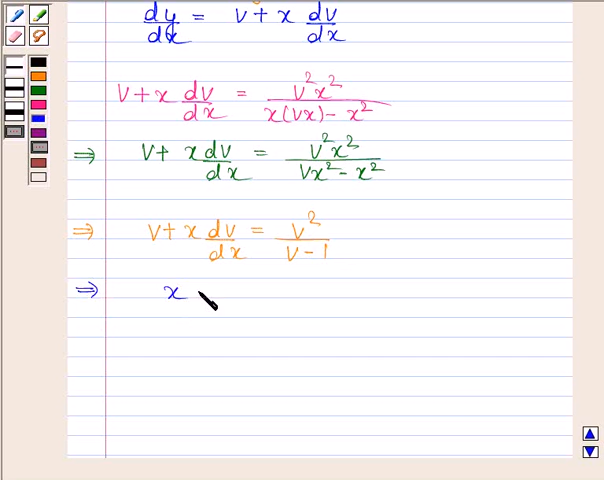 dy/dx = v + x dv/dx
v + x dv/dx = v²x²/(x(vx) - x²)
⇒ v + x dv/dx = v²x²/(vx² - x²)
⇒ v + x dv/dx = v²/(v - 1)
⇒ x